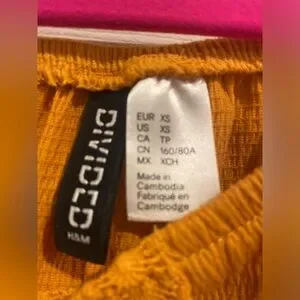 DIVIDED
H&M
EUR XS
US XS
CA TP
CN 160/80A
MX XCH
Made in
Cambodia
Fabriqué en
Cambodge